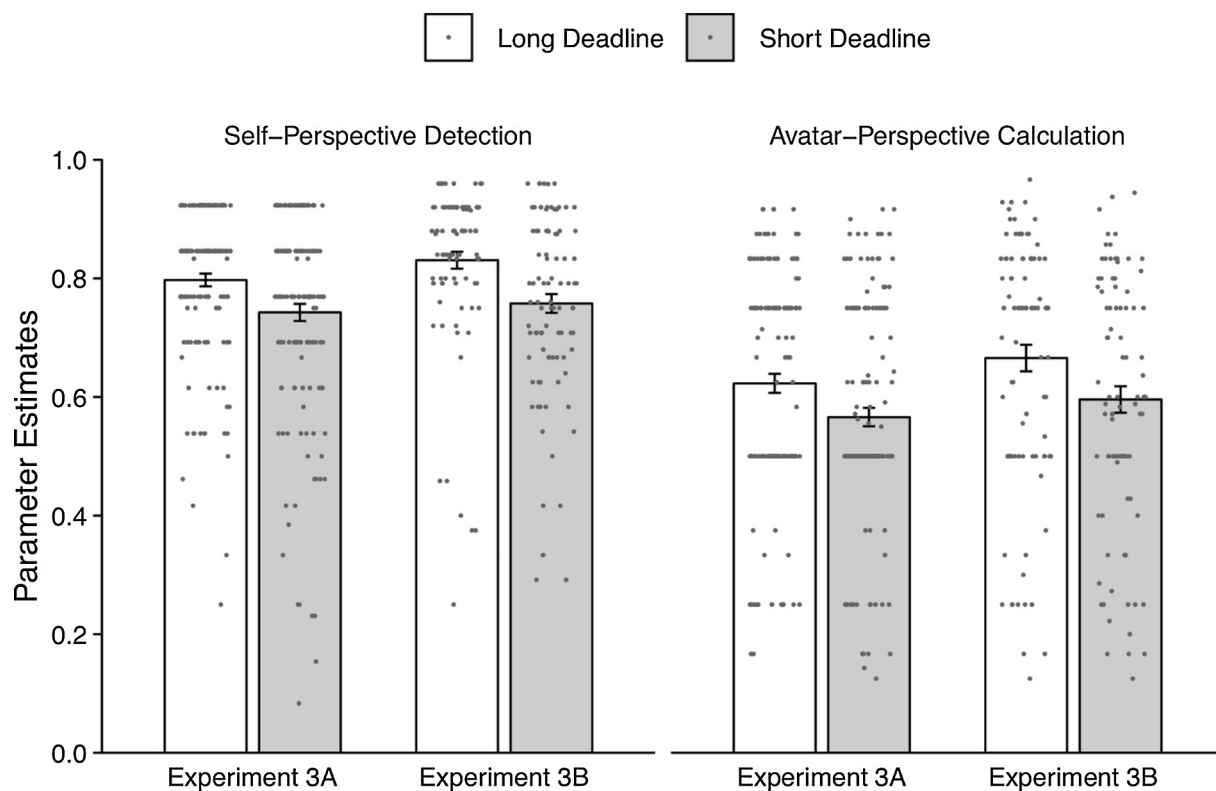 Long Deadline Short Deadline
Self–Perspective Detection Avatar–Perspective Calculation
Parameter Estimates
1.0
0.8
0.6
0.4
0.2
0.0
Experiment 3A Experiment 3B Experiment 3A Experiment 3B